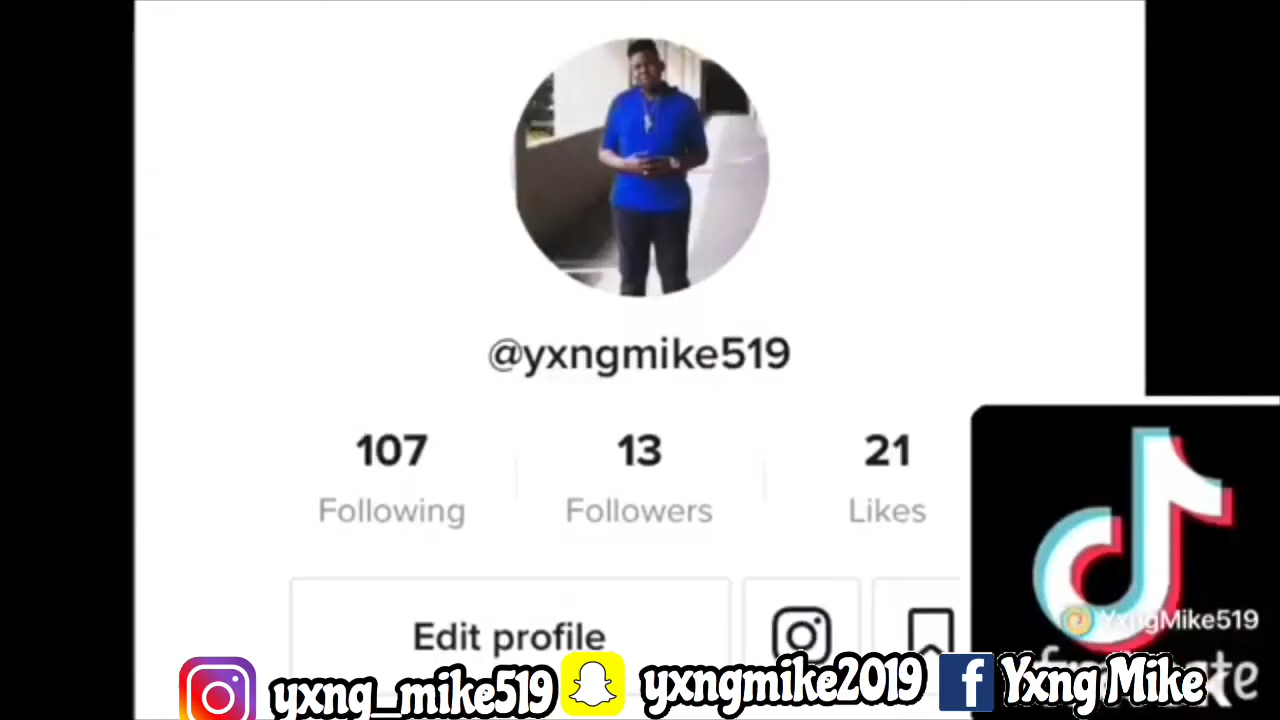 @yxngmike519
107 13 21
Following Followers Likes
Edit profile
YxngMike519
yxng_mike519 yxngmike2019 f Yxng Mike